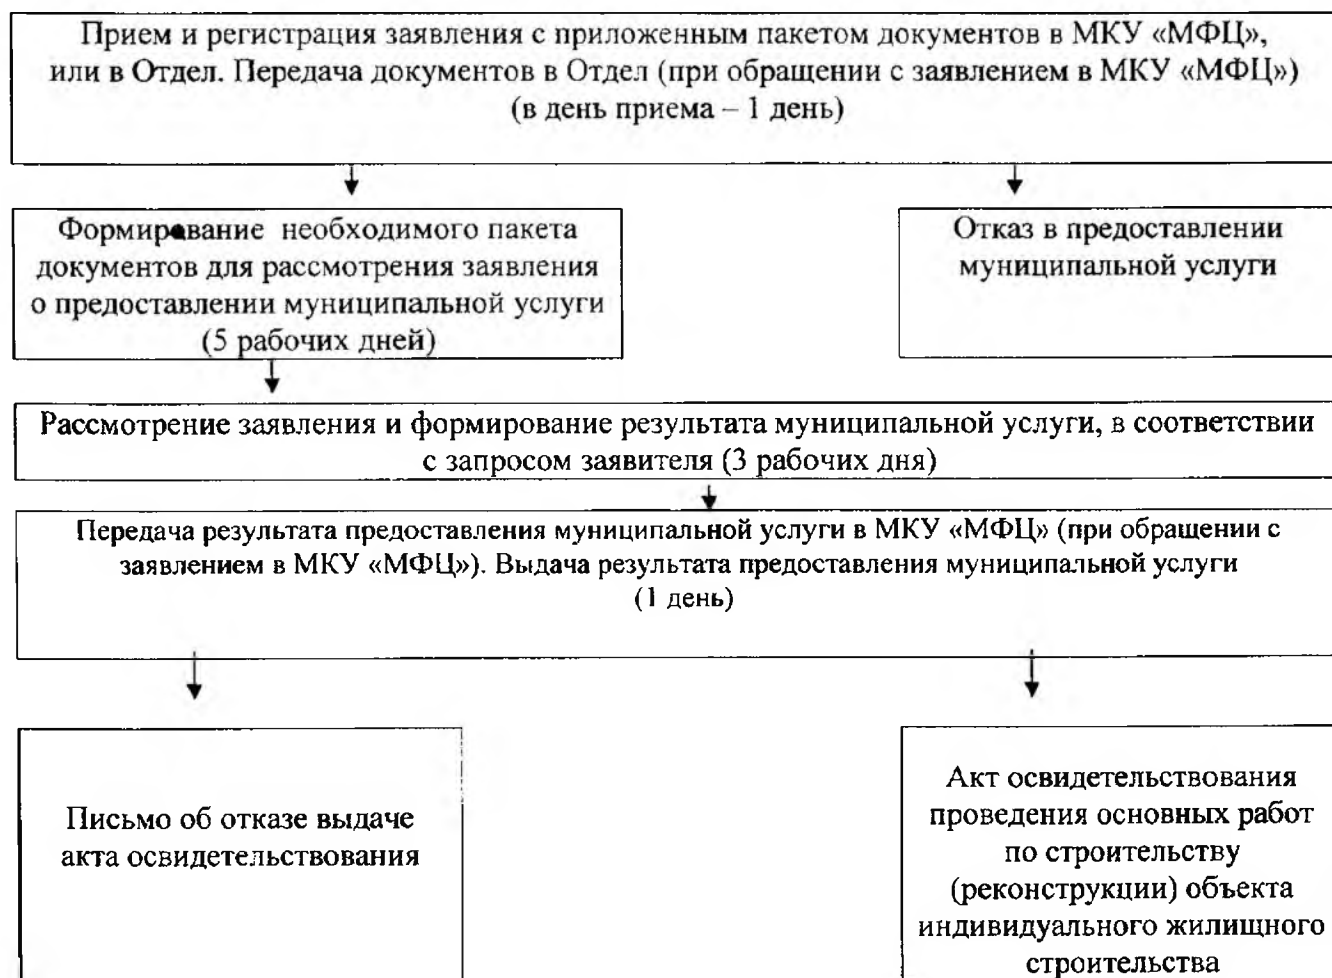 Прием и регистрация заявления с приложенным пакетом документов в МКУ «МФЦ»,
или в Отдел. Передача документов в Отдел (при обращении с заявлением в МКУ «МФЦ»)
(в день приема – 1 день)
Формирование необходимого пакета
документов для рассмотрения заявления
о предоставлении муниципальной услуги
(5 рабочих дней)
Отказ в предоставлении
муниципальной услуги
Рассмотрение заявления и формирование результата муниципальной услуги, в соответствии
с запросом заявителя (3 рабочих дня)
Передача результата предоставления муниципальной услуги в МКУ «МФЦ» (при обращении с
заявлением в МКУ «МФЦ»). Выдача результата предоставления муниципальной услуги
(1 день)
Письмо об отказе выдаче
акта освидетельствования
Акт освидетельствования
проведения основных работ
по строительству
(реконструкции) объекта
индивидуального жилищного
строительства